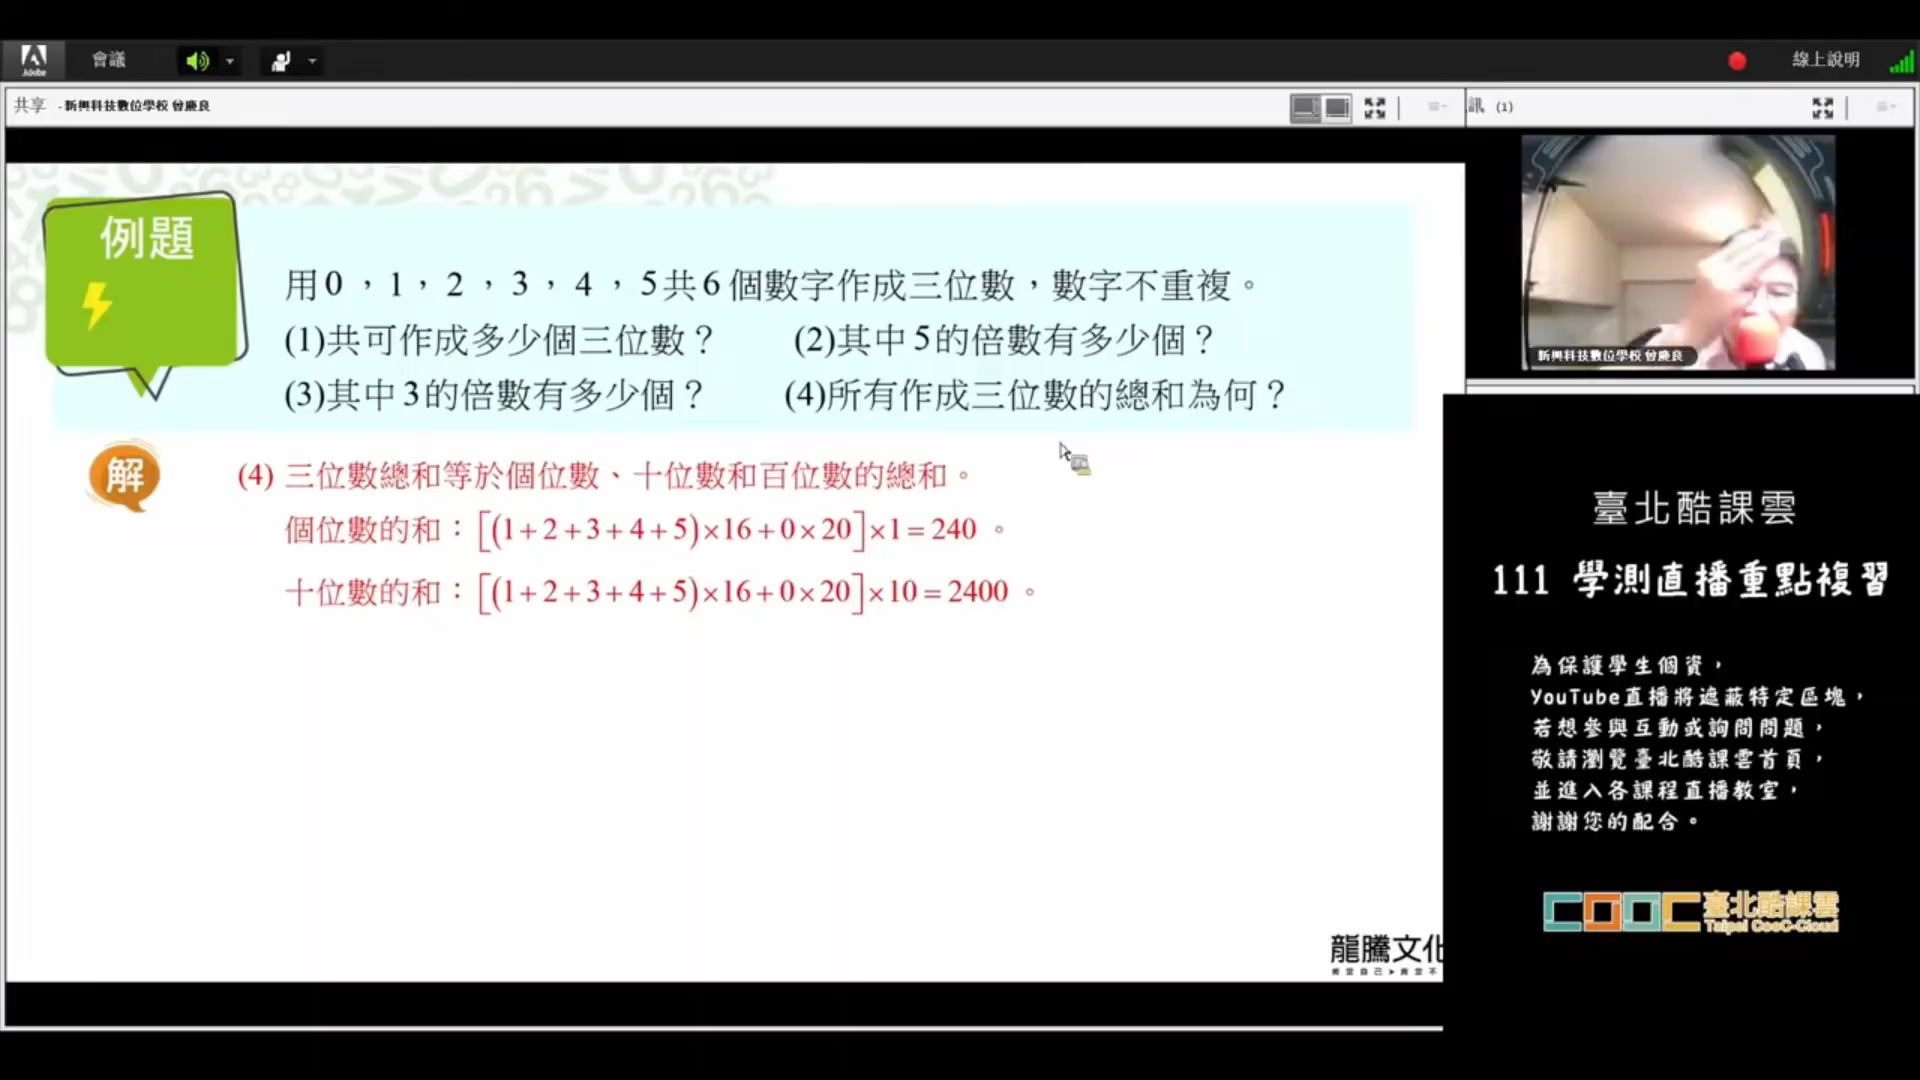 Adobe
會議
線上說明
共享 - 新興科技數位學校 曾慶良
訊 (1)
新興科技數位學校 曾慶良
例題
用0，1，2，3，4，5共6個數字作成三位數，數字不重複。
(1)共可作成多少個三位數？ (2)其中5的倍數有多少個？
(3)其中3的倍數有多少個？ (4)所有作成三位數的總和為何？
解
(4) 三位數總和等於個位數、十位數和百位數的總和。
個位數的和：[(1+2+3+4+5)×16+0×20]×1=240。
十位數的和：[(1+2+3+4+5)×16+0×20]×10=2400。
龍騰文化
臺北酷課雲
111 學測直播重點複習
為保護學生個資，
YouTube直播將遮蔽特定區塊，
若想參與互動或詢問問題，
敬請瀏覽臺北酷課雲首頁，
並進入各課程直播教室，
謝謝您的配合。
COOC 臺北酷課雲
Taipei CooC-Cloud